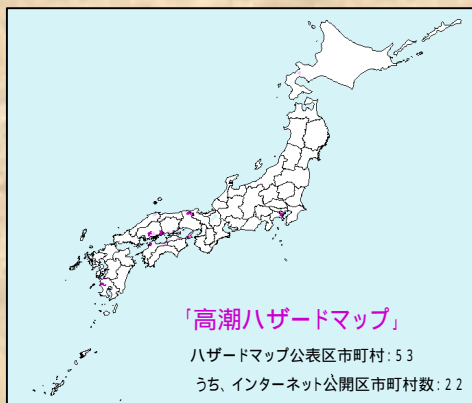 「高潮ハザードマップ」
ハザードマップ公表区市町村:53
うち、インターネット公開区市町村数:22